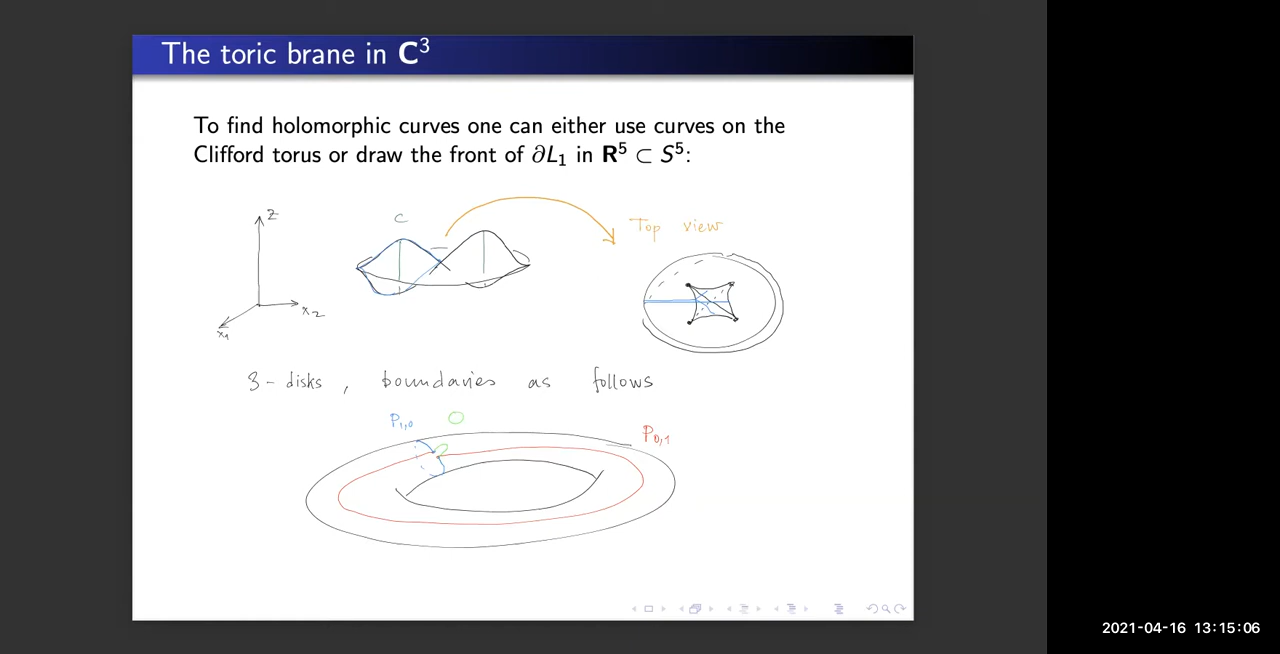 The toric brane in C³
To find holomorphic curves one can either use curves on the
Clifford torus or draw the front of ∂L₁ in R⁵ ⊂ S⁵:
z
x₂
x₁
C
Top view
3 - disks, boundaries as follows
P₁,₀
P₀,₁
2021-04-16 13:15:06